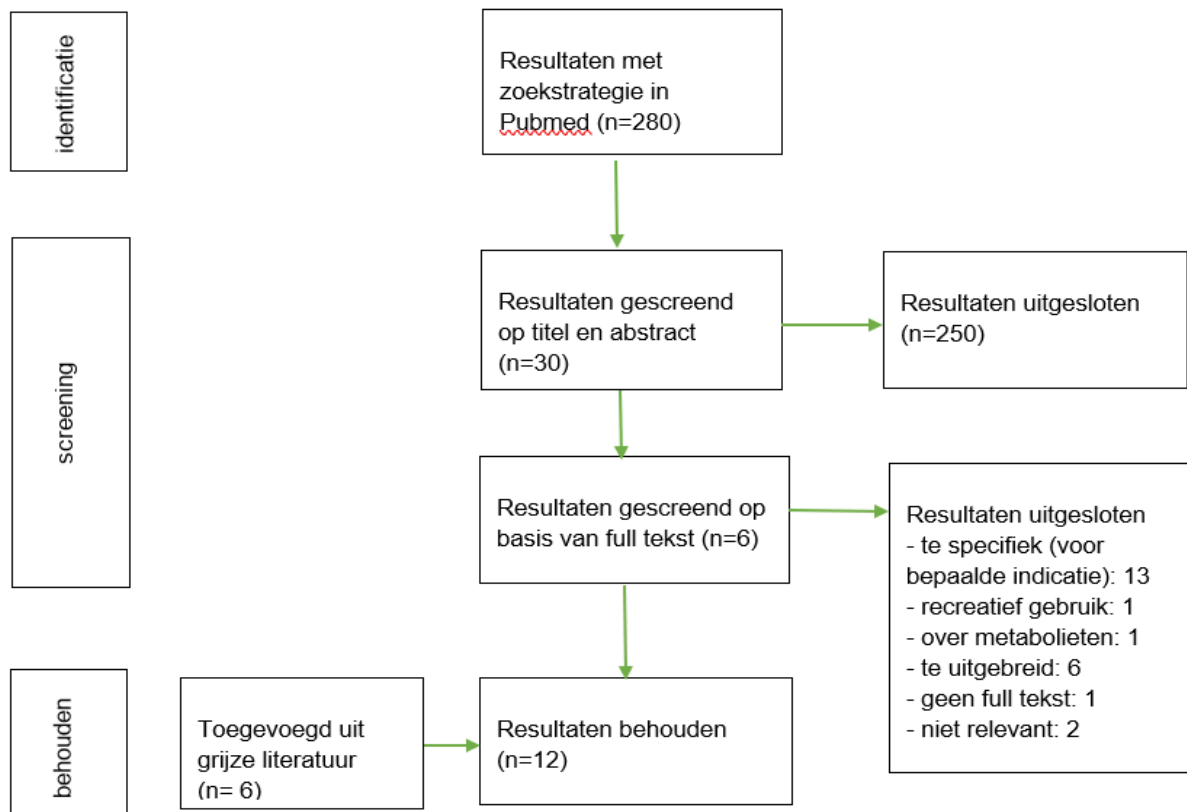 identificatie
Resultaten met
zoekstrategie in
Pubmed (n=280)
screening
Resultaten gescreend
op titel en abstract
(n=30)
Resultaten uitgesloten
(n=250)
Resultaten gescreend op
basis van full tekst (n=6)
Resultaten uitgesloten
- te specifiek (voor
bepaalde indicatie): 13
- recreatief gebruik: 1
- over metabolieten: 1
- te uitgebreid: 6
- geen full tekst: 1
- niet relevant: 2
behouden
Toegevoegd uit
grijze literatuur
(n= 6)
Resultaten behouden
(n=12)